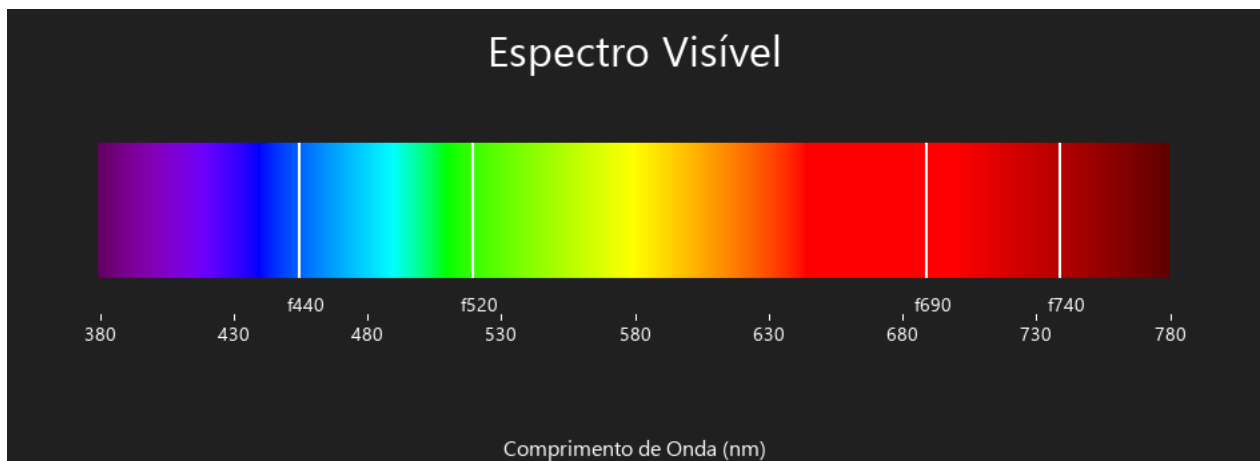 Espectro Visível
f440 f520 f690 f740
380 430 480 530 580 630 680 730 780
Comprimento de Onda (nm)